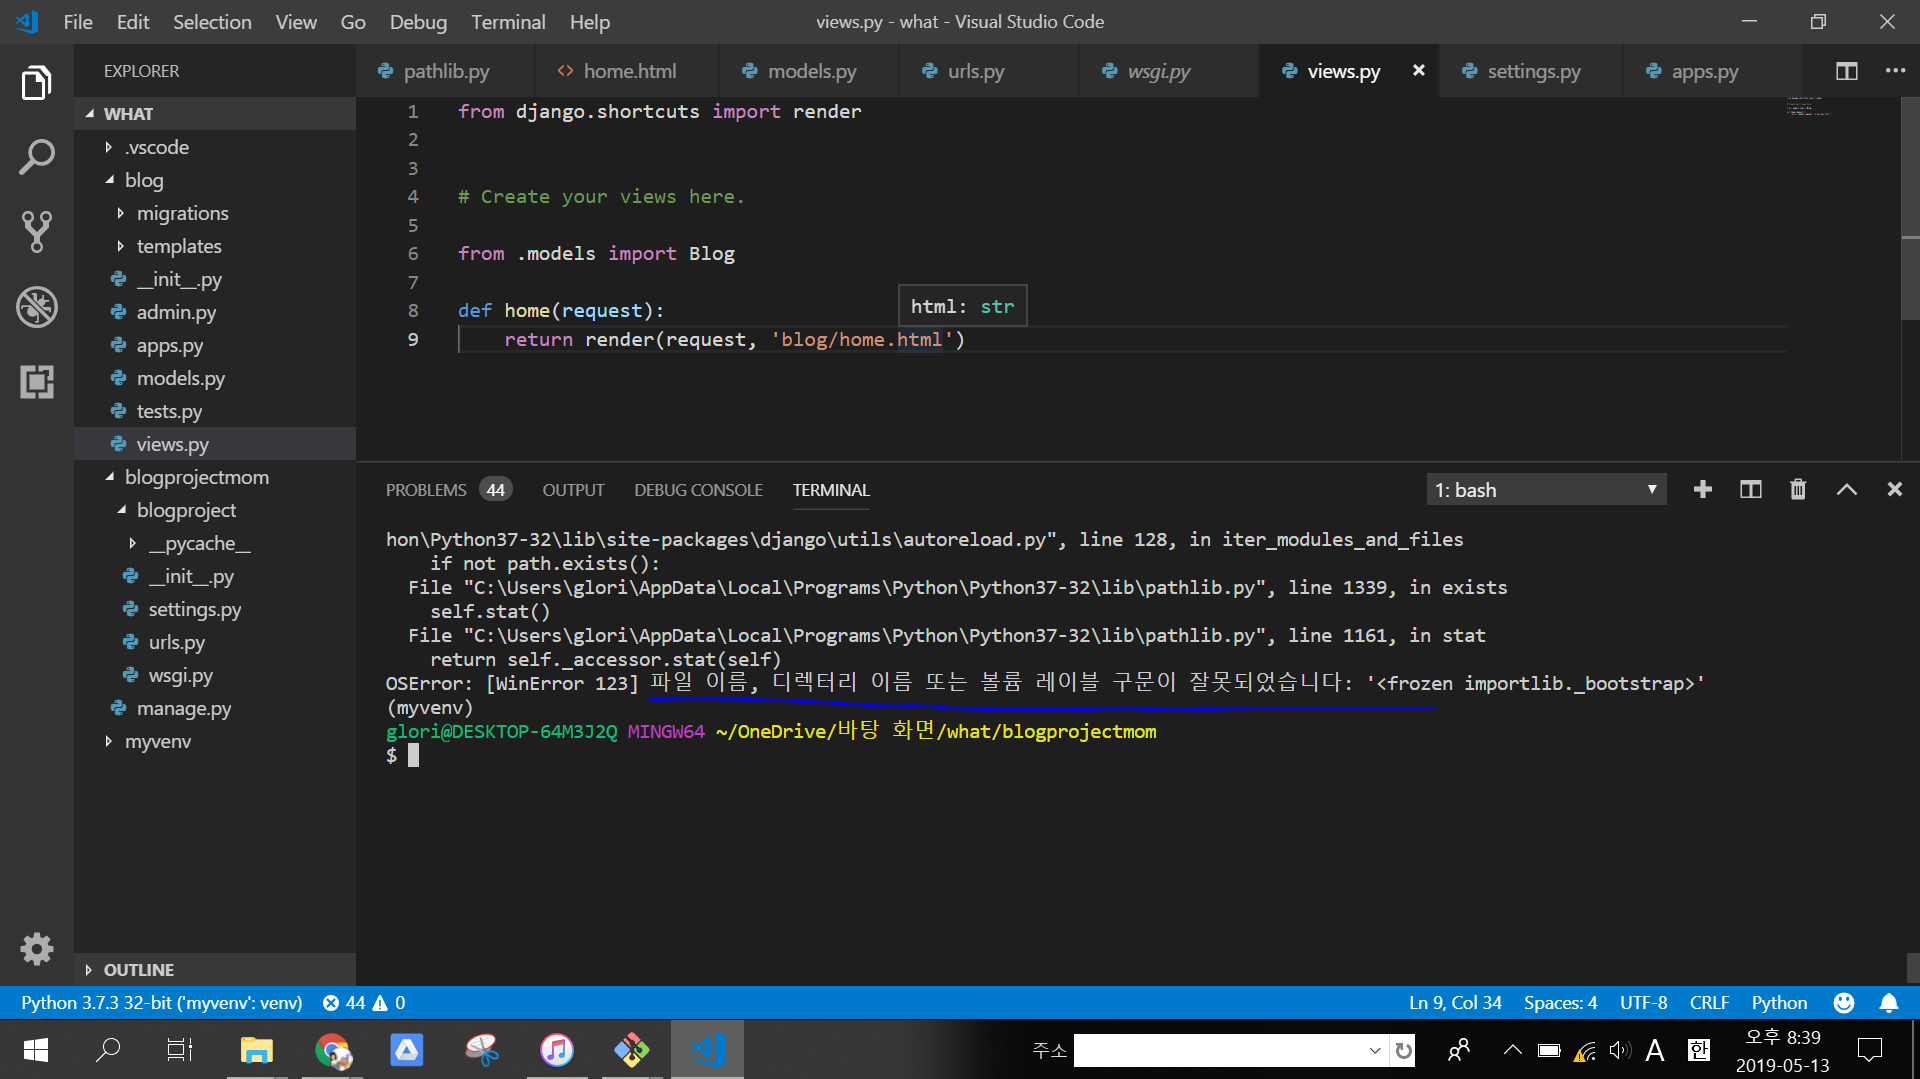 File Edit Selection View Go Debug Terminal Help
views.py - what - Visual Studio Code
EXPLORER
WHAT
.vscode
blog
migrations
templates
__init__.py
admin.py
apps.py
models.py
tests.py
views.py
blogprojectmom
blogproject
__pycache__
__init__.py
settings.py
urls.py
wsgi.py
manage.py
myvenv
OUTLINE
pathlib.py home.html models.py urls.py wsgi.py views.py settings.py apps.py
1 from django.shortcuts import render
2
3
4 # Create your views here.
5
6 from .models import Blog
7
8 def home(request):
html: str
9 return render(request, 'blog/home.html')
PROBLEMS 44 OUTPUT DEBUG CONSOLE TERMINAL
1: bash
hon\Python37-32\lib\site-packages\django\utils\autoreload.py", line 128, in iter_modules_and_files
if not path.exists():
File "C:\Users\glori\AppData\Local\Programs\Python\Python37-32\lib\pathlib.py", line 1339, in exists
self.stat()
File "C:\Users\glori\AppData\Local\Programs\Python\Python37-32\lib\pathlib.py", line 1161, in stat
return self._accessor.stat(self)
OSError: [WinError 123] 파일 이름, 디렉터리 이름 또는 볼륨 레이블 구문이 잘못되었습니다: '<frozen importlib._bootstrap>'
(myvenv)
glori@DESKTOP-64M3J2Q MINGW64 ~/OneDrive/바탕 화면/what/blogprojectmom
$
Python 3.7.3 32-bit ('myvenv': venv) 44 0
Ln 9, Col 34 Spaces: 4 UTF-8 CRLF Python
주소
A 한
오후 8:39
2019-05-13